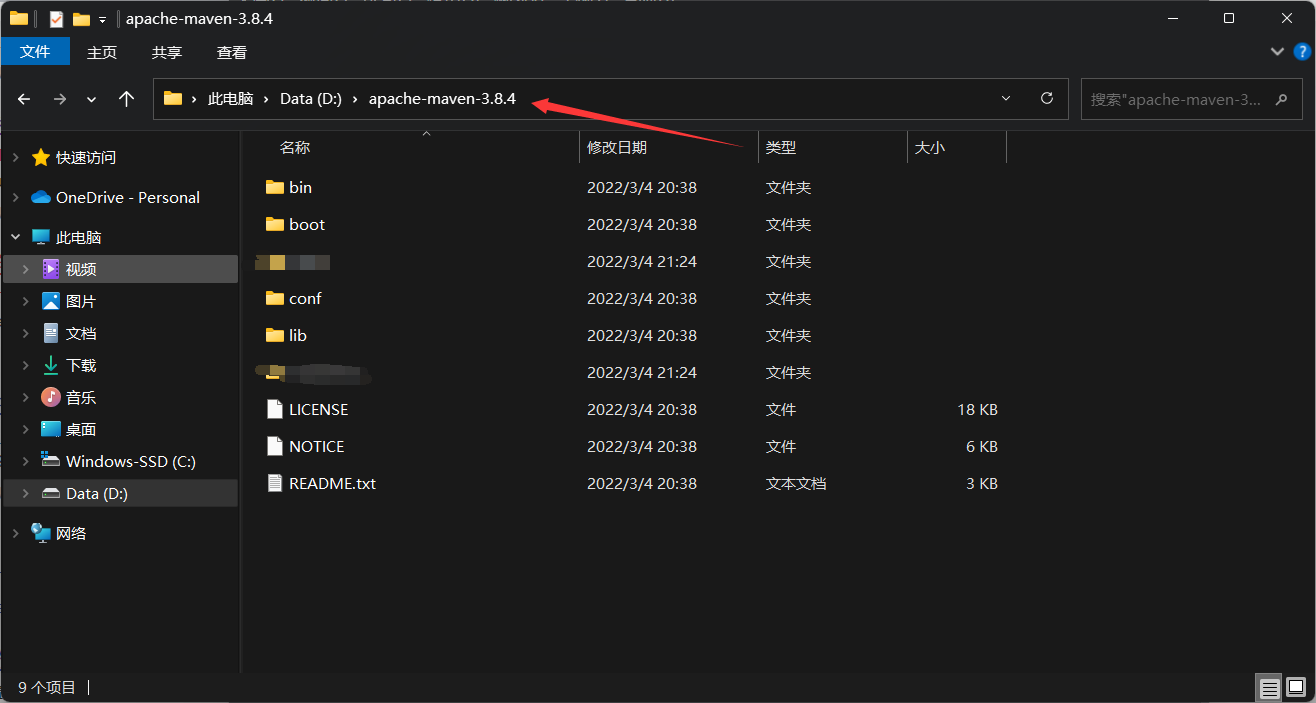 apache-maven-3.8.4
文件 主页 共享 查看
此电脑 Data (D:) apache-maven-3.8.4 搜索"apache-maven-3...
名称 修改日期 类型 大小
快速访问
OneDrive - Personal
此电脑
视频
图片
文档
下载
音乐
桌面
Windows-SSD (C:)
Data (D:)
网络
bin 2022/3/4 20:38 文件夹
boot 2022/3/4 20:38 文件夹
2022/3/4 21:24 文件夹
conf 2022/3/4 20:38 文件夹
lib 2022/3/4 20:38 文件夹
2022/3/4 21:24 文件夹
LICENSE 2022/3/4 20:38 文件 18 KB
NOTICE 2022/3/4 20:38 文件 6 KB
README.txt 2022/3/4 20:38 文本文档 3 KB
9 个项目